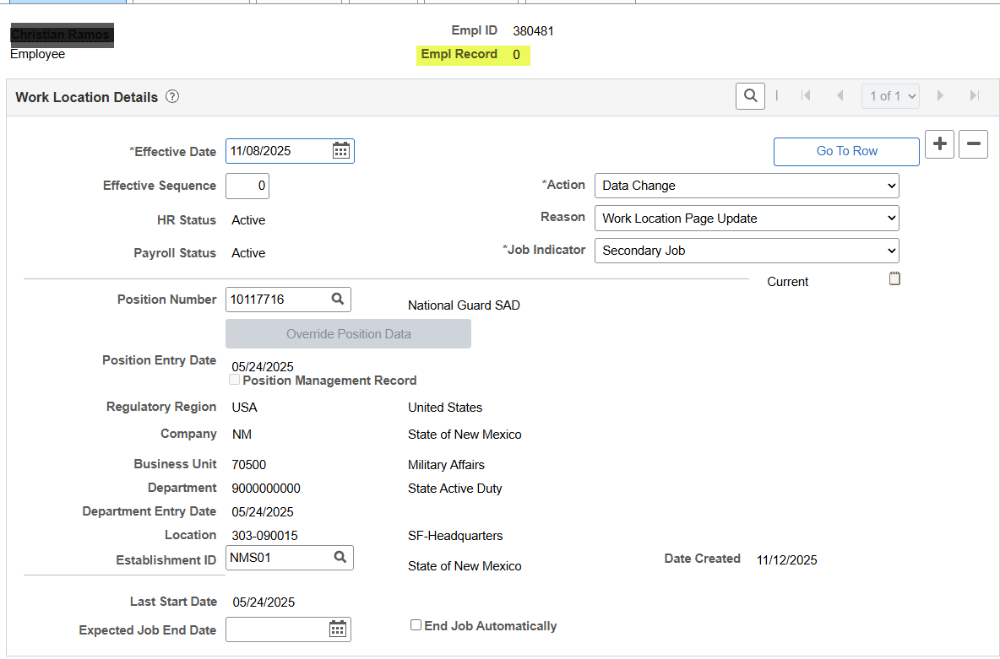 Empl ID 380481
Employee
Empl Record 0
Work Location Details ?
1 of 1
*Effective Date 11/08/2025
Go To Row
Effective Sequence 0
*Action Data Change
HR Status Active
Reason Work Location Page Update
Payroll Status Active
*Job Indicator Secondary Job
Current
Position Number 10117716 National Guard SAD
Override Position Data
Position Entry Date 05/24/2025
Position Management Record
Regulatory Region USA United States
Company NM State of New Mexico
Business Unit 70500 Military Affairs
Department 9000000000 State Active Duty
Department Entry Date 05/24/2025
Location 303-090015 SF-Headquarters
Establishment ID NMS01 State of New Mexico
Date Created 11/12/2025
Last Start Date 05/24/2025
Expected Job End Date
End Job Automatically